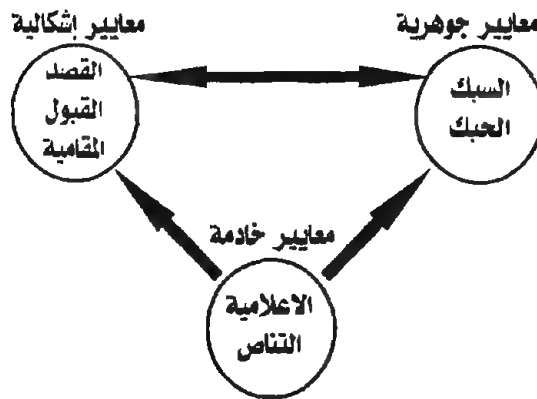 معايير جوهرية
السبك
الحبك
معايير إشكالية
القصد
القبول
المقامية
معايير خادمة
الاعلامية
التناص